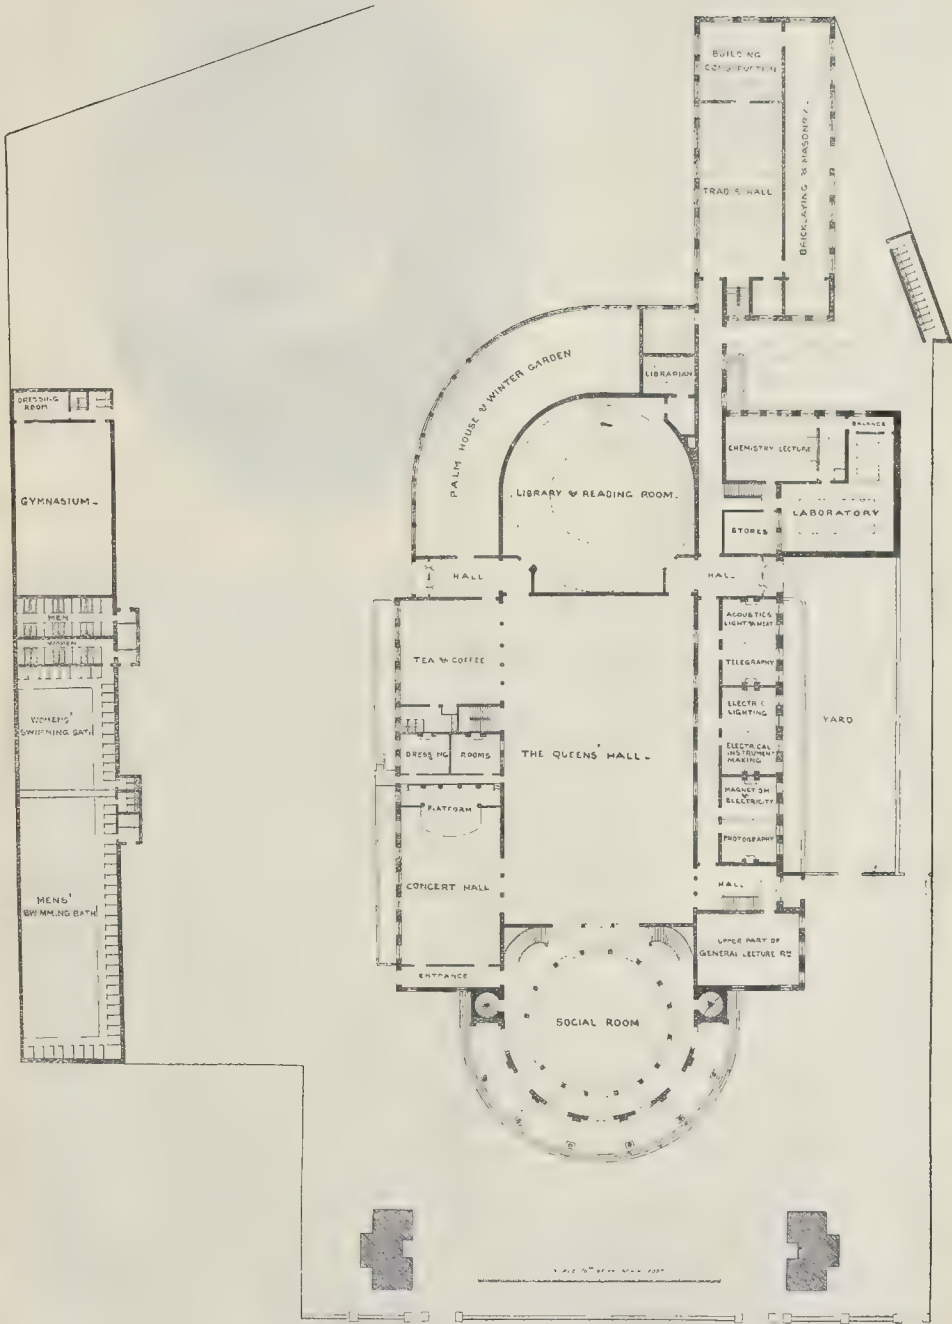 BUILDING
CONSTRUCTION
BRICKLAYING & MASONRY.
TRADES HALL
PALM HOUSE & WINTER GARDEN
LIBRARIAN
DRESSING
ROOM
GYMNASIUM_
CHEMISTRY LECTURE
BALANCE
LIBRARY & READING ROOM_
LABORATORY
STORES
HALL
HALL
MEN
WOMEN
ACOUSTICS
LIGHT & HEAT
TEA & COFFEE
TELEGRAPHY
ELECTRIC
LIGHTING
WOMENS'
SWIMMING BATH
YARD
DRESSING ROOMS
THE QUEENS' HALL_
ELECTRICAL
INSTRUMENT
MAKING
MAGNETISM
& ELECTRICITY
PLATFORM
PHOTOGRAPHY
CONCERT HALL
HALL
MENS'
SWIMMING BATH
UPPER PART OF
GENERAL LECTURE RM
ENTRANCE
SOCIAL ROOM